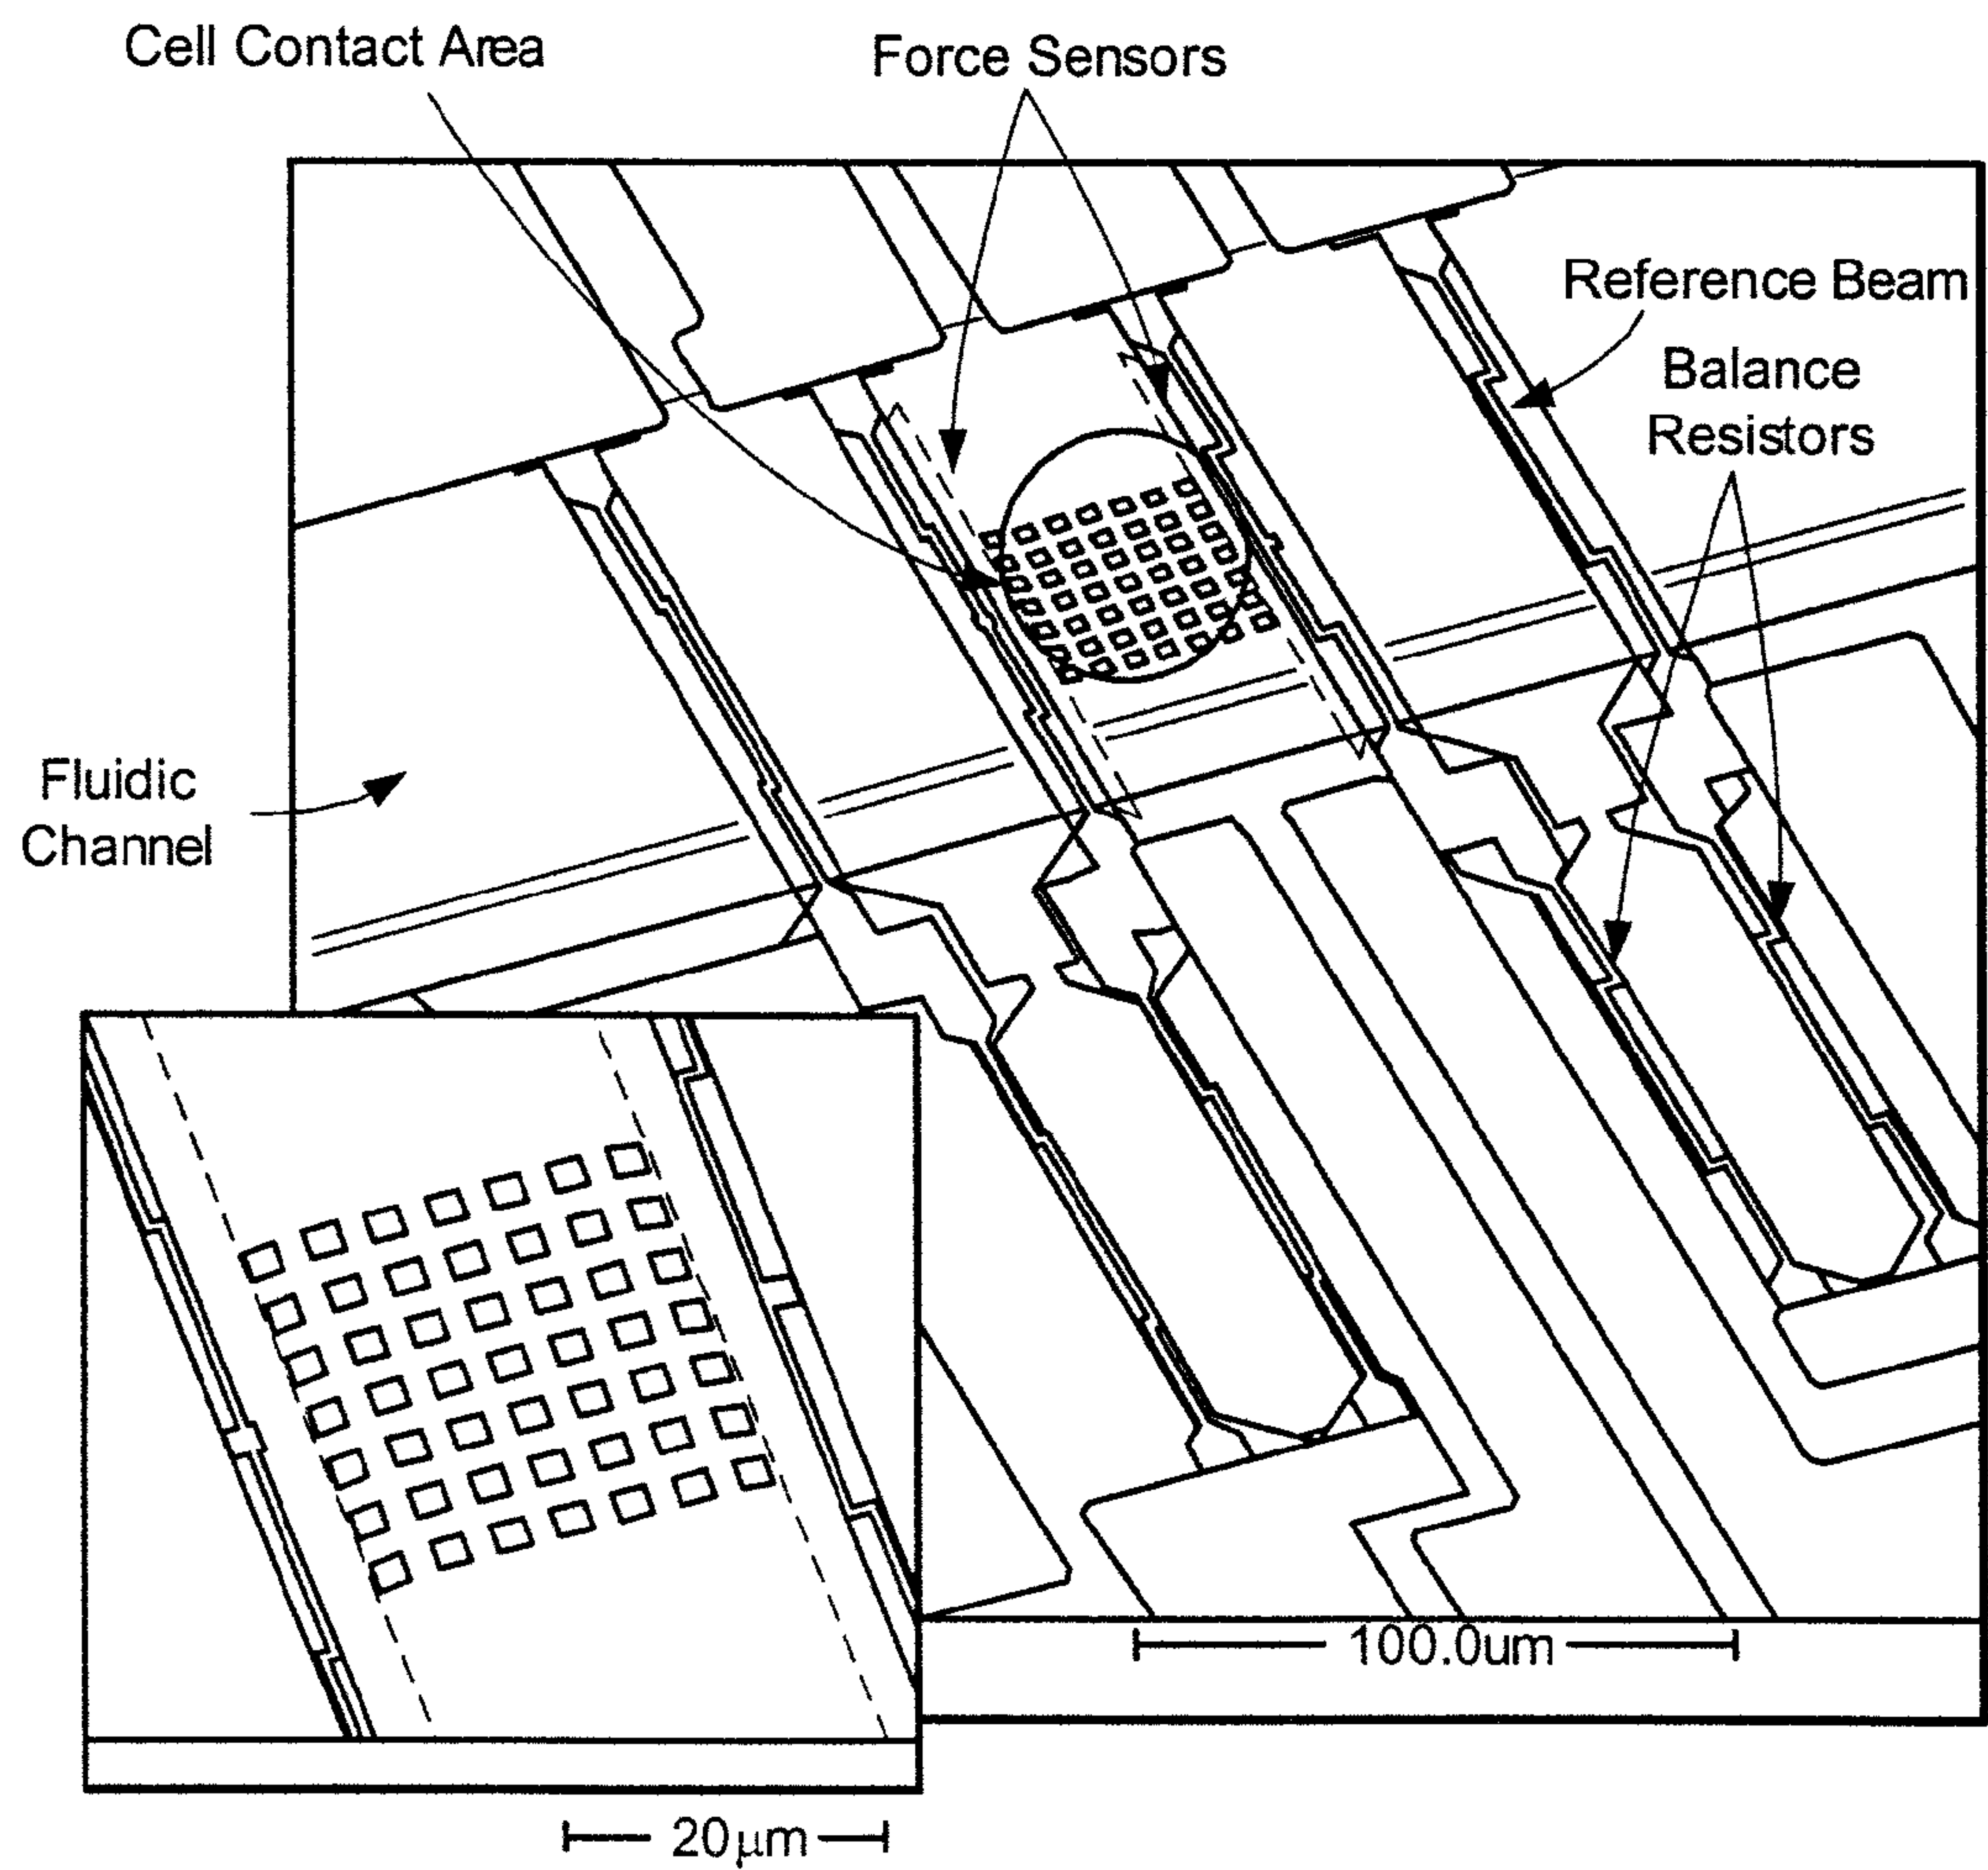 Cell Contact Area
Force Sensors
Reference Beam
Balance
Resistors
Fluidic
Channel
100.0um
20μm